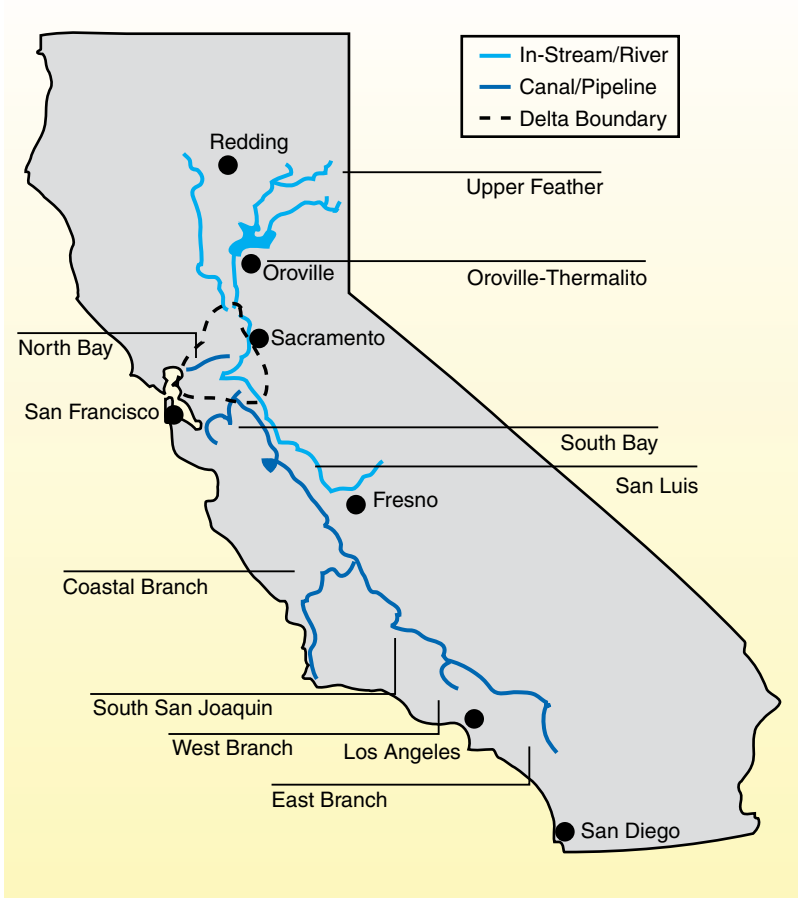 In-Stream/River
Canal/Pipeline
Delta Boundary
Redding
Upper Feather
Oroville
Oroville-Thermalito
North Bay
Sacramento
San Francisco
South Bay
San Luis
Fresno
Coastal Branch
South San Joaquin
West Branch
Los Angeles
East Branch
San Diego